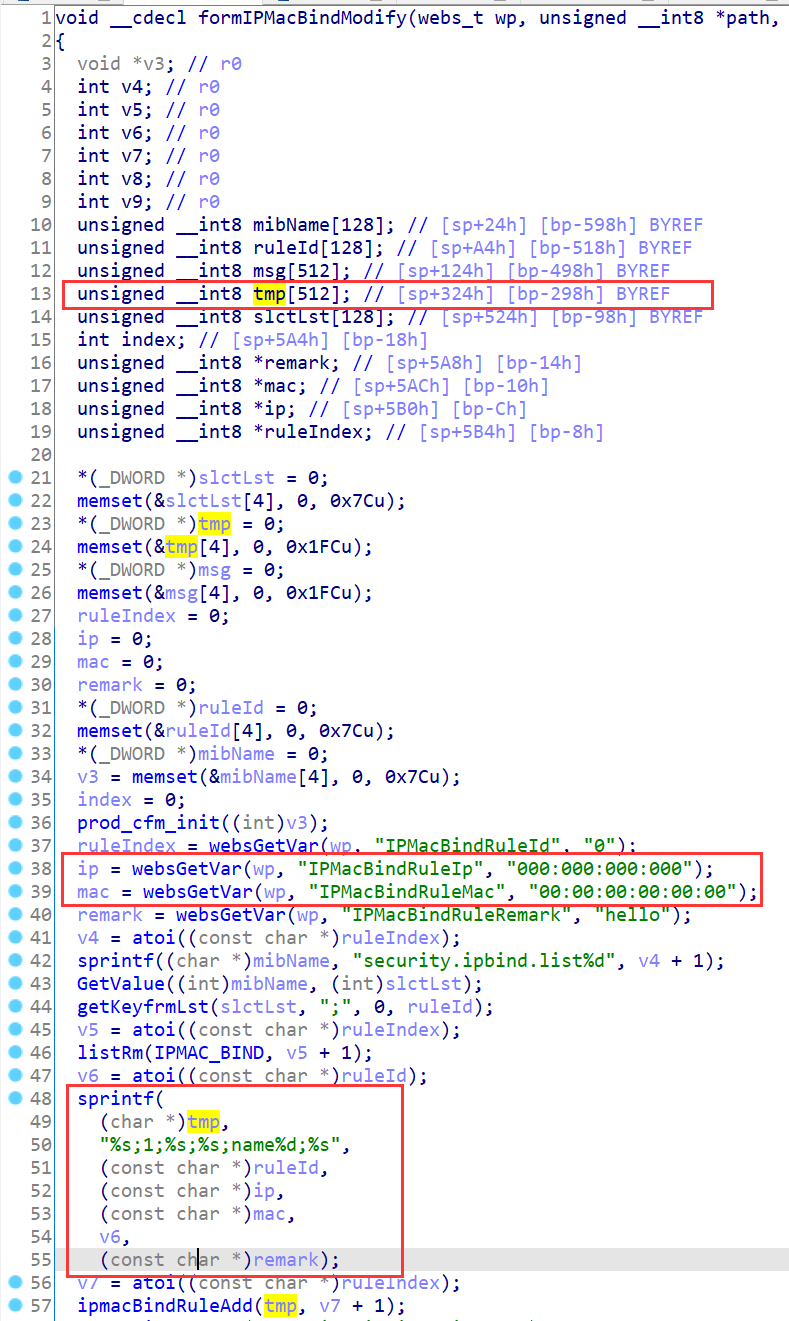 1 void __cdecl formIPMacBindModify(webs_t wp, unsigned __int8 *path,
2 {
3 void *v3; // r0
4 int v4; // r0
5 int v5; // r0
6 int v6; // r0
7 int v7; // r0
8 int v8; // r0
9 int v9; // r0
10 unsigned __int8 mibName[128]; // [sp+24h] [bp-598h] BYREF
11 unsigned __int8 ruleId[128]; // [sp+A4h] [bp-518h] BYREF
12 unsigned __int8 msg[512]; // [sp+124h] [bp-498h] BYREF
13 unsigned __int8 tmp[512]; // [sp+324h] [bp-298h] BYREF
14 unsigned __int8 slctLst[128]; // [sp+524h] [bp-98h] BYREF
15 int index; // [sp+5A4h] [bp-18h]
16 unsigned __int8 *remark; // [sp+5A8h] [bp-14h]
17 unsigned __int8 *mac; // [sp+5ACh] [bp-10h]
18 unsigned __int8 *ip; // [sp+5B0h] [bp-Ch]
19 unsigned __int8 *ruleIndex; // [sp+5B4h] [bp-8h]
20
21 *(_DWORD *)slctLst = 0;
22 memset(&slctLst[4], 0, 0x7Cu);
23 *(_DWORD *)tmp = 0;
24 memset(&tmp[4], 0, 0x1FCu);
25 *(_DWORD *)msg = 0;
26 memset(&msg[4], 0, 0x1FCu);
27 ruleIndex = 0;
28 ip = 0;
29 mac = 0;
30 remark = 0;
31 *(_DWORD *)ruleId = 0;
32 memset(&ruleId[4], 0, 0x7Cu);
33 *(_DWORD *)mibName = 0;
34 v3 = memset(&mibName[4], 0, 0x7Cu);
35 index = 0;
36 prod_cfm_init((int)v3);
37 ruleIndex = websGetVar(wp, "IPMacBindRuleId", "0");
38 ip = websGetVar(wp, "IPMacBindRuleIp", "000:000:000:000");
39 mac = websGetVar(wp, "IPMacBindRuleMac", "00:00:00:00:00:00");
40 remark = websGetVar(wp, "IPMacBindRuleRemark", "hello");
41 v4 = atoi((const char *)ruleIndex);
42 sprintf((char *)mibName, "security.ipbind.list%d", v4 + 1);
43 GetValue((int)mibName, (int)slctLst);
44 getKeyfrmLst(slctLst, ";", 0, ruleId);
45 v5 = atoi((const char *)ruleIndex);
46 listRm(IPMAC_BIND, v5 + 1);
47 v6 = atoi((const char *)ruleId);
48 sprintf(
49 (char *)tmp,
50 "%s;1;%s;%s;name%d;%s",
51 (const char *)ruleId,
52 (const char *)ip,
53 (const char *)mac,
54 v6,
55 (const char *)remark);
56 v7 = atoi((const char *)ruleIndex);
57 ipmacBindRuleAdd(tmp, v7 + 1);